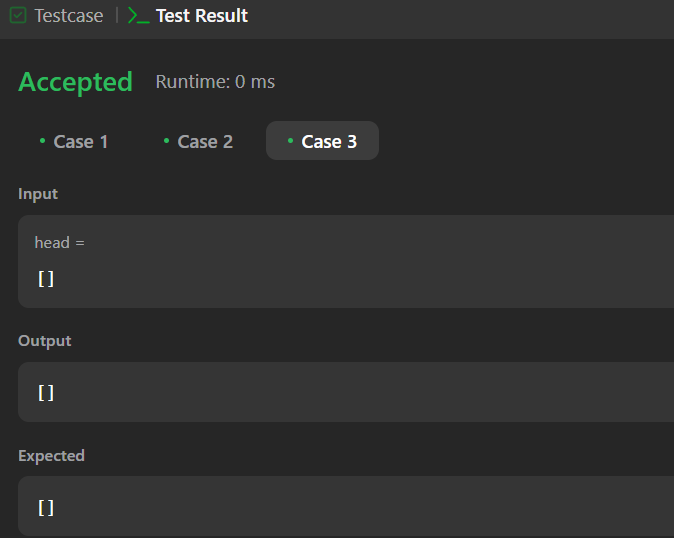 Testcase | >_ Test Result
Accepted Runtime: 0 ms
• Case 1 • Case 2 • Case 3
Input
head =
[]
Output
[]
Expected
[]